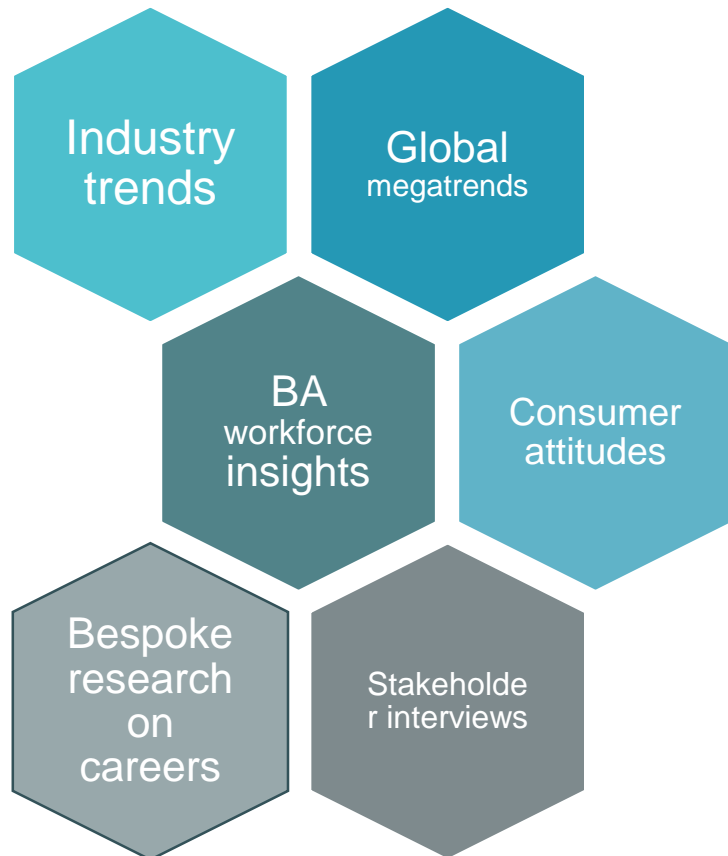 Industry
trends
Global
megatrends
BA
workforce
insights
Consumer
attitudes
Bespoke
research
on
careers
Stakeholde
r interviews